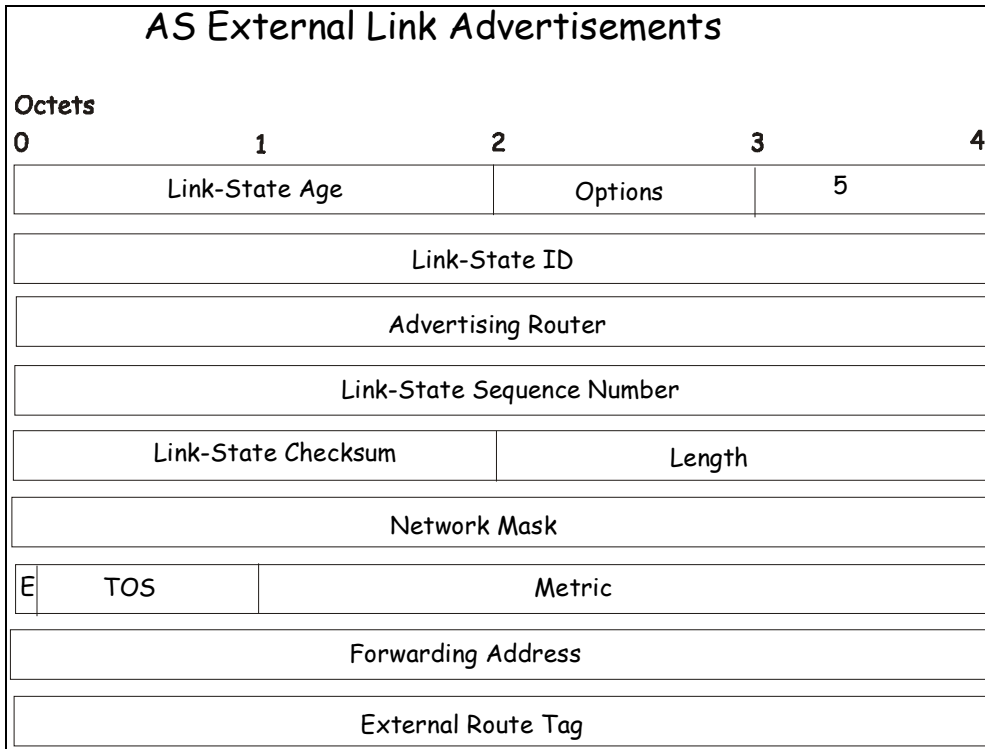 AS External Link Advertisements
Octets
0 1 2 3 4
Link-State Age Options 5
Link-State ID
Advertising Router
Link-State Sequence Number
Link-State Checksum Length
Network Mask
E TOS Metric
Forwarding Address
External Route Tag